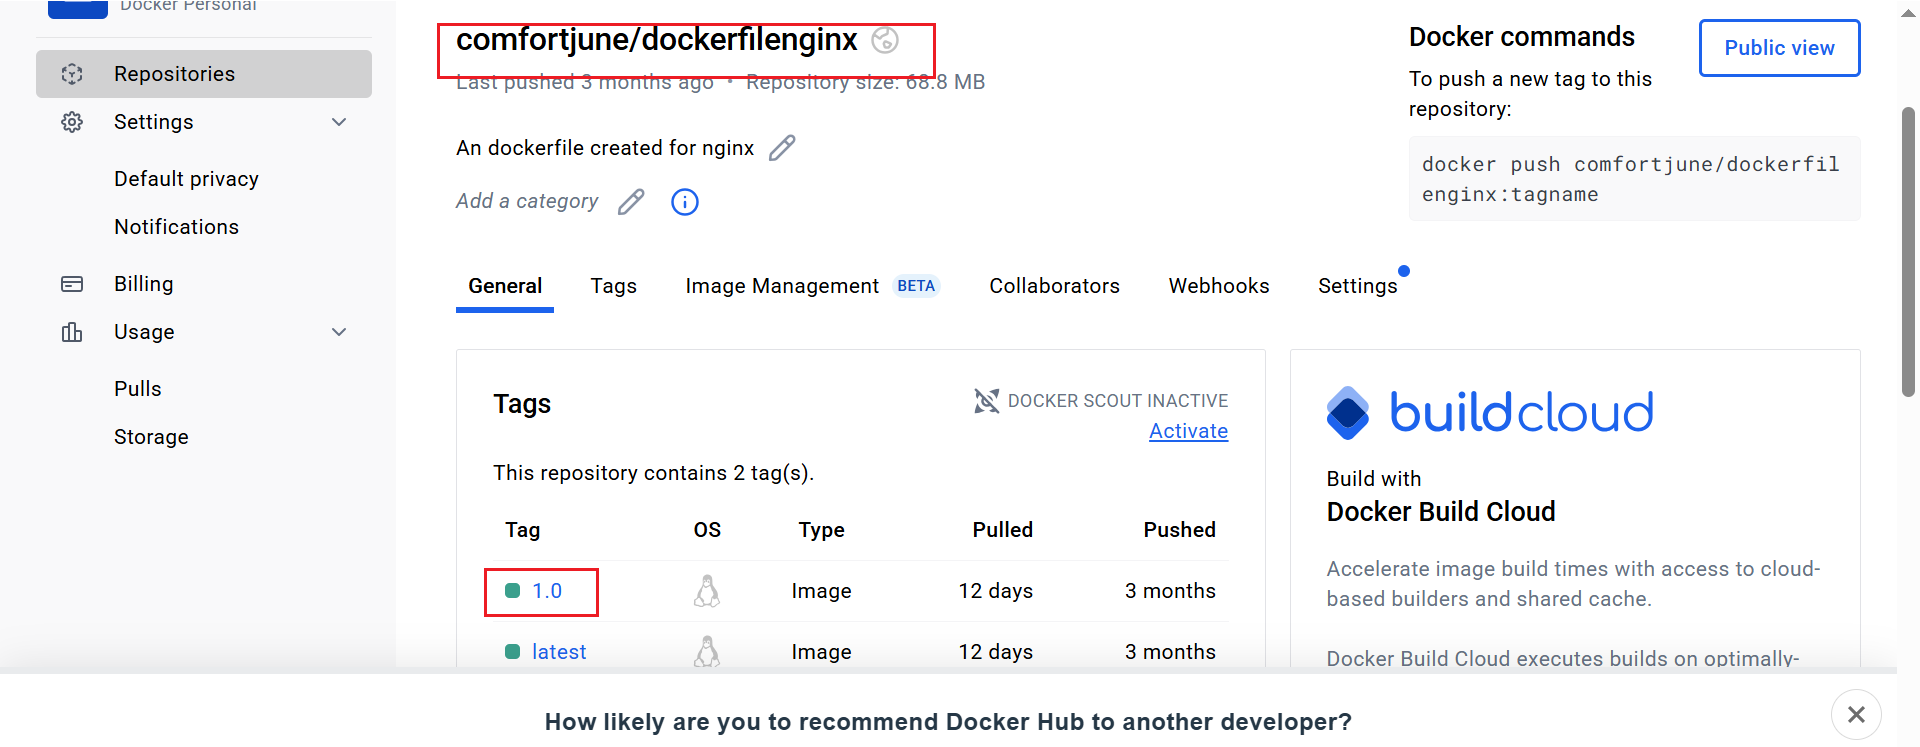 Docker Personal
Repositories
Settings
Default privacy
Notifications
Billing
Usage
Pulls
Storage
comfortjune/dockerfilenginx
Last pushed 3 months ago • Repository size: 68.8 MB
An dockerfile created for nginx
Add a category
Docker commands
To push a new tag to this
repository:
Public view
docker push comfortjune/dockerfil
enginx:tagname
General Tags Image Management BETA Collaborators Webhooks Settings
Tags
DOCKER SCOUT INACTIVE
Activate
This repository contains 2 tag(s).
Tag OS Type Pulled Pushed
1.0 Image 12 days 3 months
latest Image 12 days 3 months
buildcloud
Build with
Docker Build Cloud
Accelerate image build times with access to cloud-
based builders and shared cache.
Docker Build Cloud executes builds on optimally-
How likely are you to recommend Docker Hub to another developer?